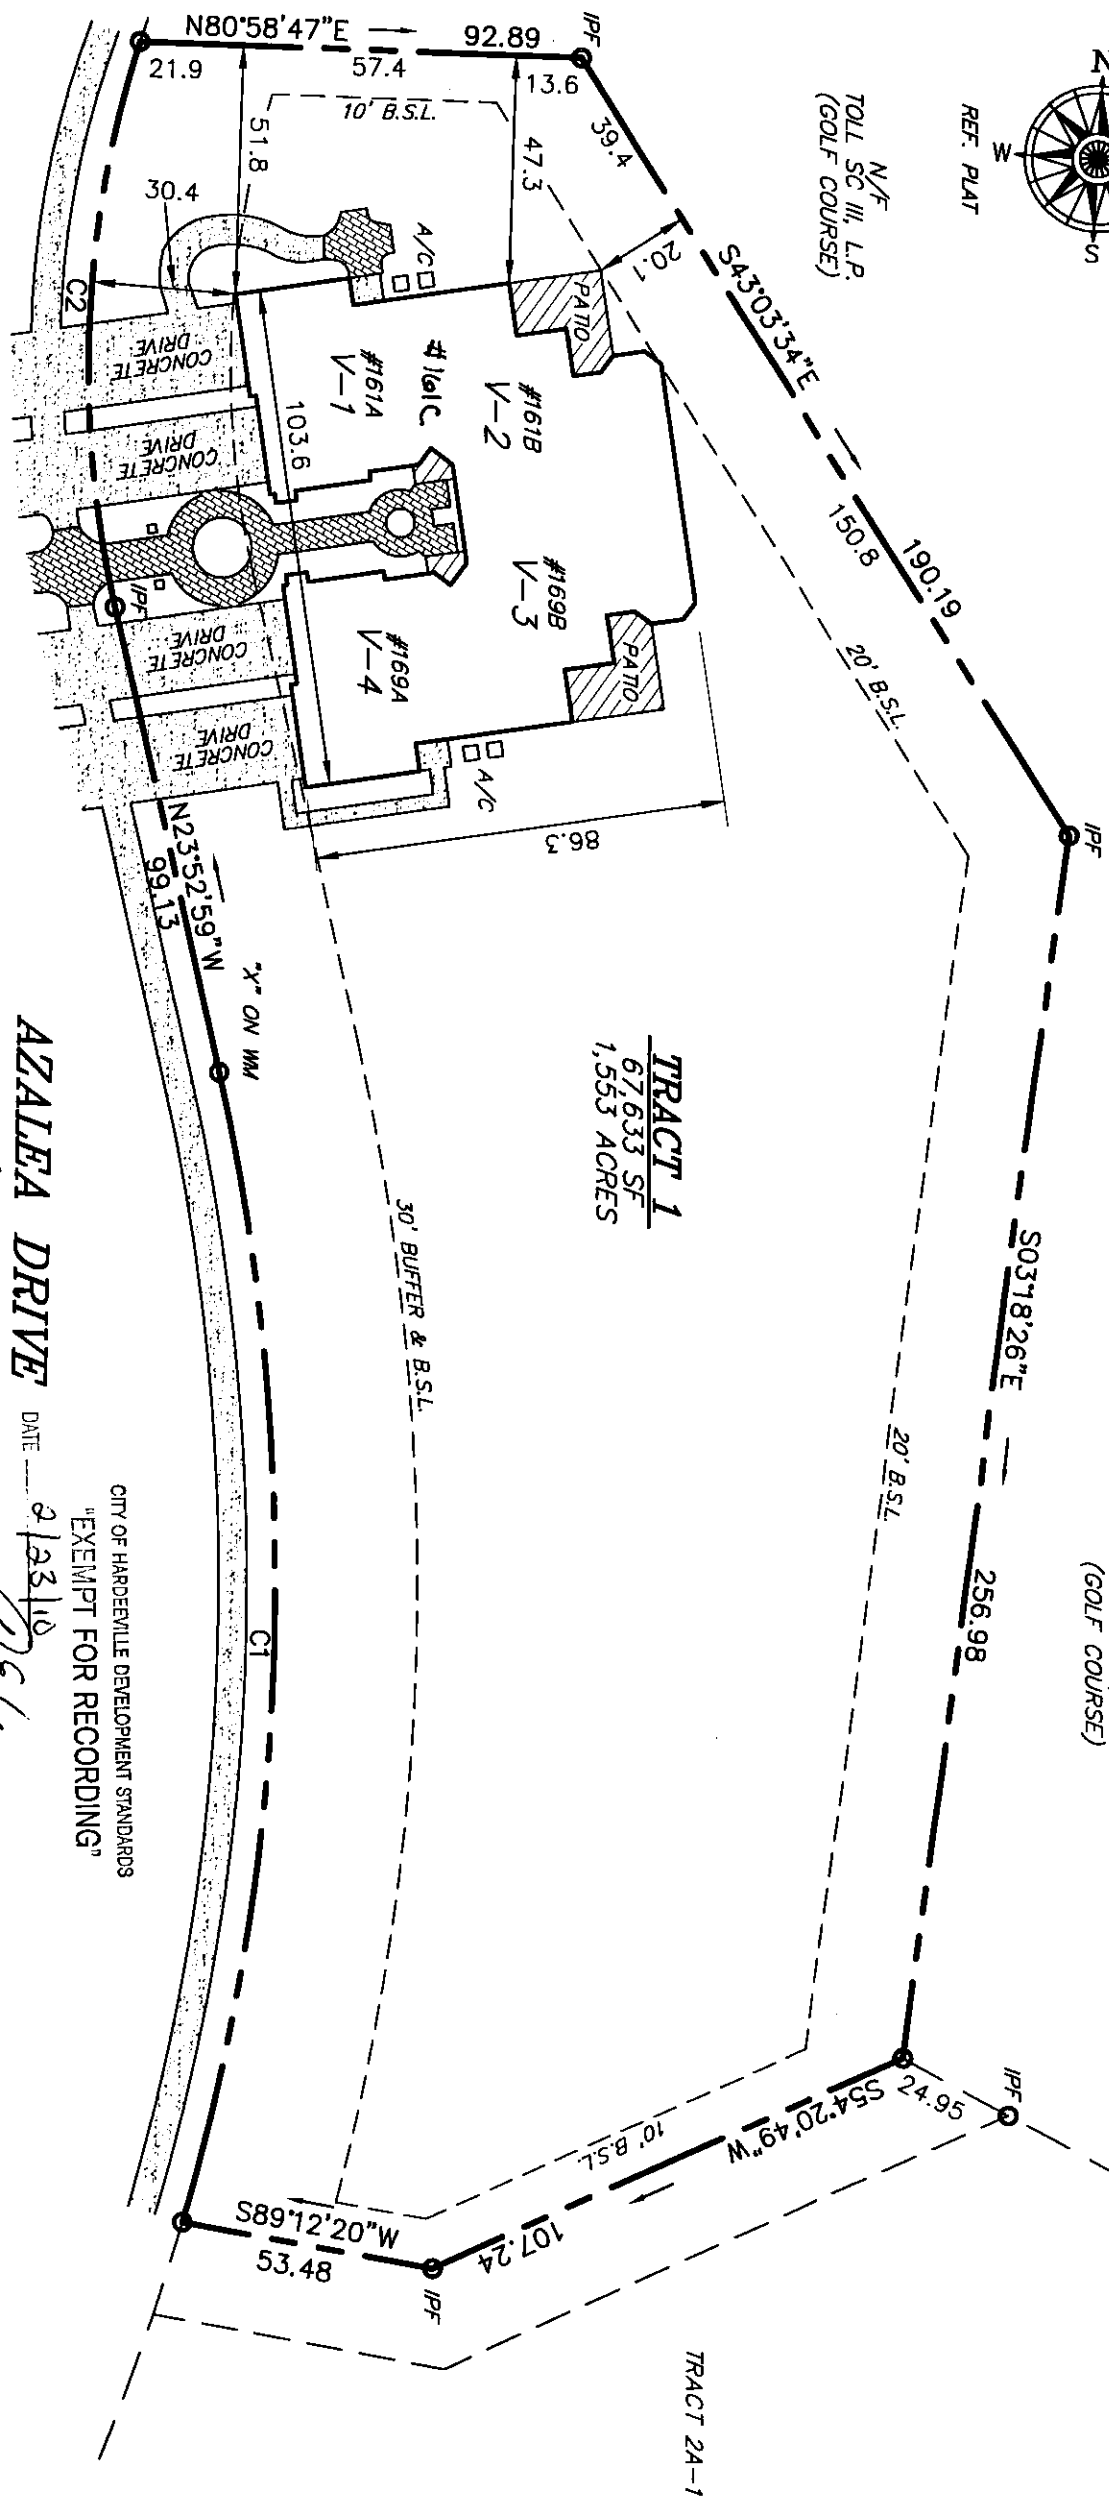 N
W
S
REF. PLAT
N/F
TOLL SC III, L.P.
(GOLF COURSE)
N80°58'47"E
92.89
IPF
21.9
57.4
13.6
10' B.S.L.
39.4
51.8
47.3
30.4
20.1
S43°03'34"E
190.19
150.8
A/C
PATIO
C2
CONCRETE
DRIVE
CONCRETE
DRIVE
#161A
V-1
#161C
#161B
V-2
103.6
#169B
V-3
PATIO
#169A
V-4
IPF
CONCRETE
DRIVE
CONCRETE
DRIVE
A/C
86.3
20' B.S.L.
IPF
N23°52'59"W
99.13
"X" ON WM
TRACT 1
67,633 SF
1,553 ACRES
S03°18'26"E
256.98
(GOLF COURSE)
20' B.S.L.
30' BUFFER & B.S.L.
C1
AZALEA DRIVE
CITY OF HARDEEVILLE DEVELOPMENT STANDARDS
"EXEMPT FOR RECORDING"
DATE 2/23/10
IPF
24.95
S54°20'49"W
107.24
10' B.S.L.
S89°12'20"W
53.48
IPF
TRACT 2A-1